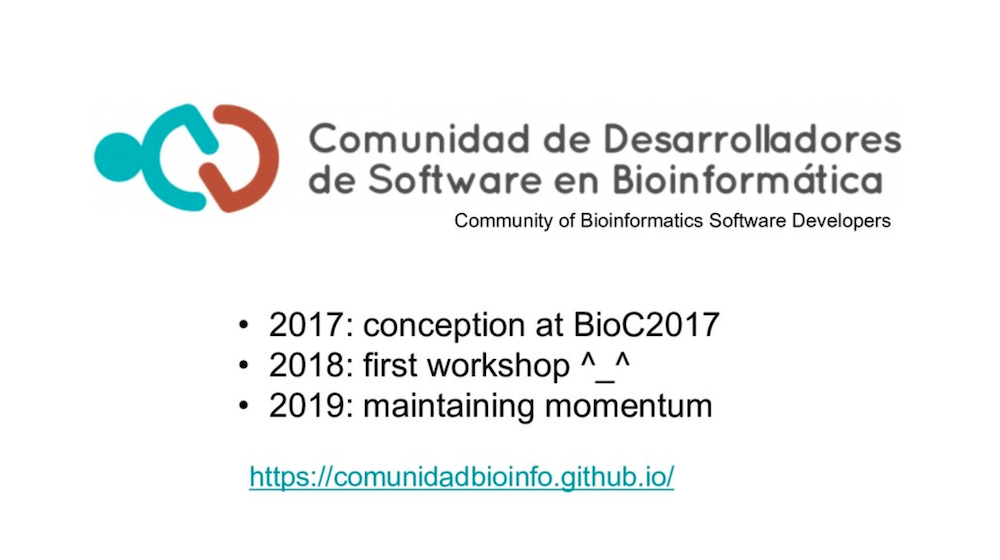 Comunidad de Desarrolladores
de Software en Bioinformática
Community of Bioinformatics Software Developers
• 2017: conception at BioC2017
• 2018: first workshop ^_^
• 2019: maintaining momentum
https://comunidadbioinfo.github.io/